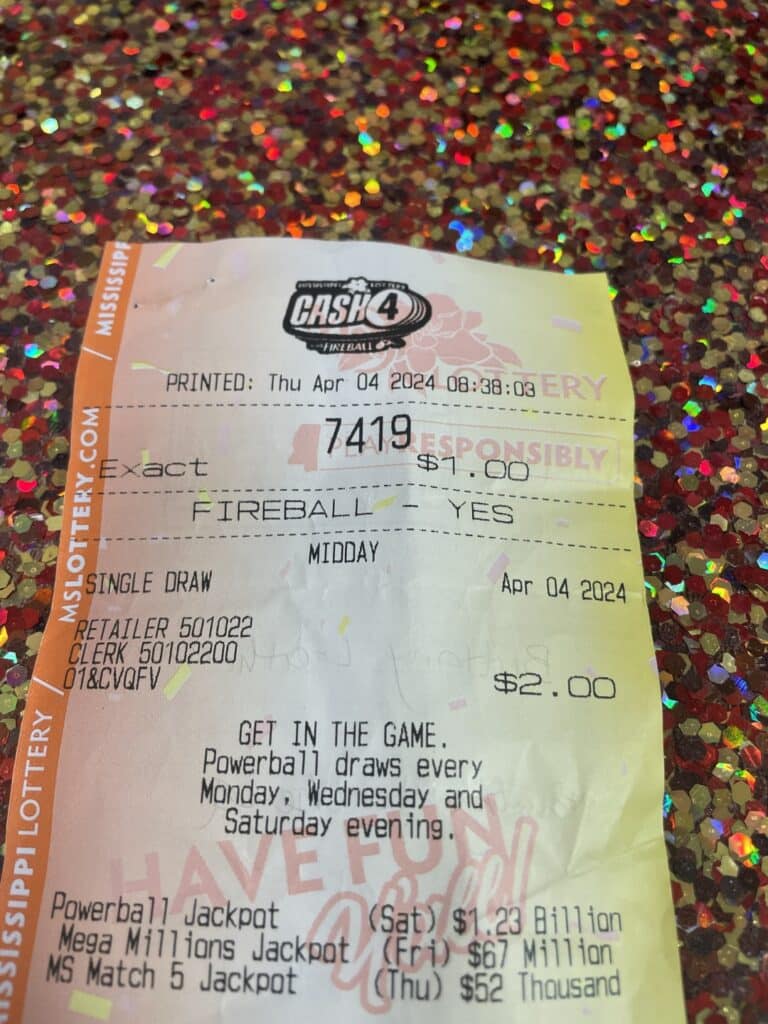 MISSISSIPPI LOTTERY
CASH 4
FIREBALL
LOTTERY
PRINTED: Thu Apr 04 2024 08:38:03
7419
PLAY RESPONSIBLY
Exact $1.00
FIREBALL - YES
MIDDAY
SINGLE DRAW Apr 04 2024
RETAILER 501022
CLERK 50102200
01&CVQFV
$2.00
GET IN THE GAME.
Powerball draws every
Monday, Wednesday and
Saturday evening.
HAVE FUN
Y'all!
Powerball Jackpot (Sat) $1.23 Billion
Mega Millions Jackpot (Fri) $67 Million
MS Match 5 Jackpot (Thu) $52 Thousand
MISSISSIPPI LOTTERY / MSLOTTERY.COM / MISSISSIPP